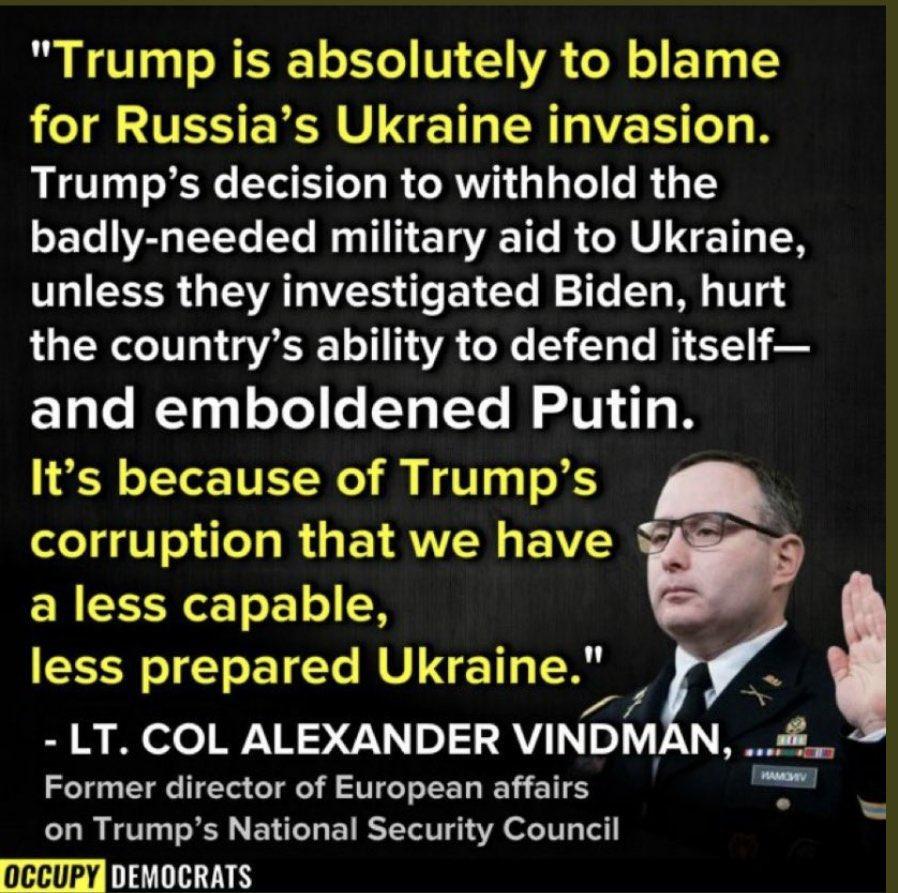 "Trump is absolutely to blame
for Russia's Ukraine invasion.
Trump's decision to withhold the
badly-needed military aid to Ukraine,
unless they investigated Biden, hurt
the country's ability to defend itself—
and emboldened Putin.
It's because of Trump's
corruption that we have
a less capable,
less prepared Ukraine."
- LT. COL ALEXANDER VINDMAN,
VINDMAN
Former director of European affairs
on Trump's National Security Council
OCCUPY DEMOCRATS